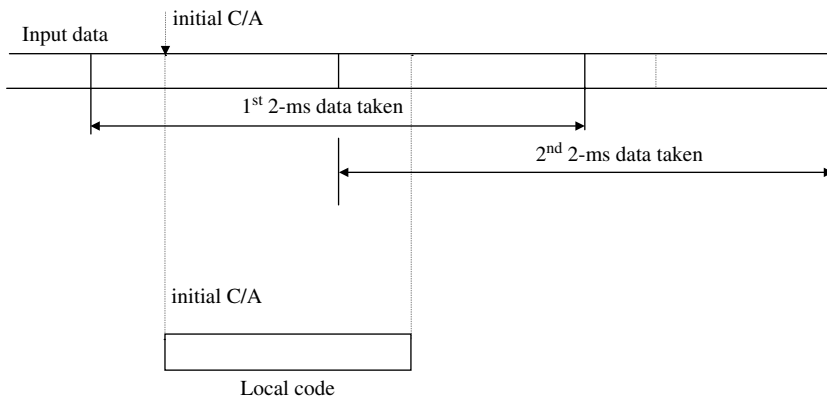 initial C/A
Input data
1st 2-ms data taken
2nd 2-ms data taken
initial C/A
Local code